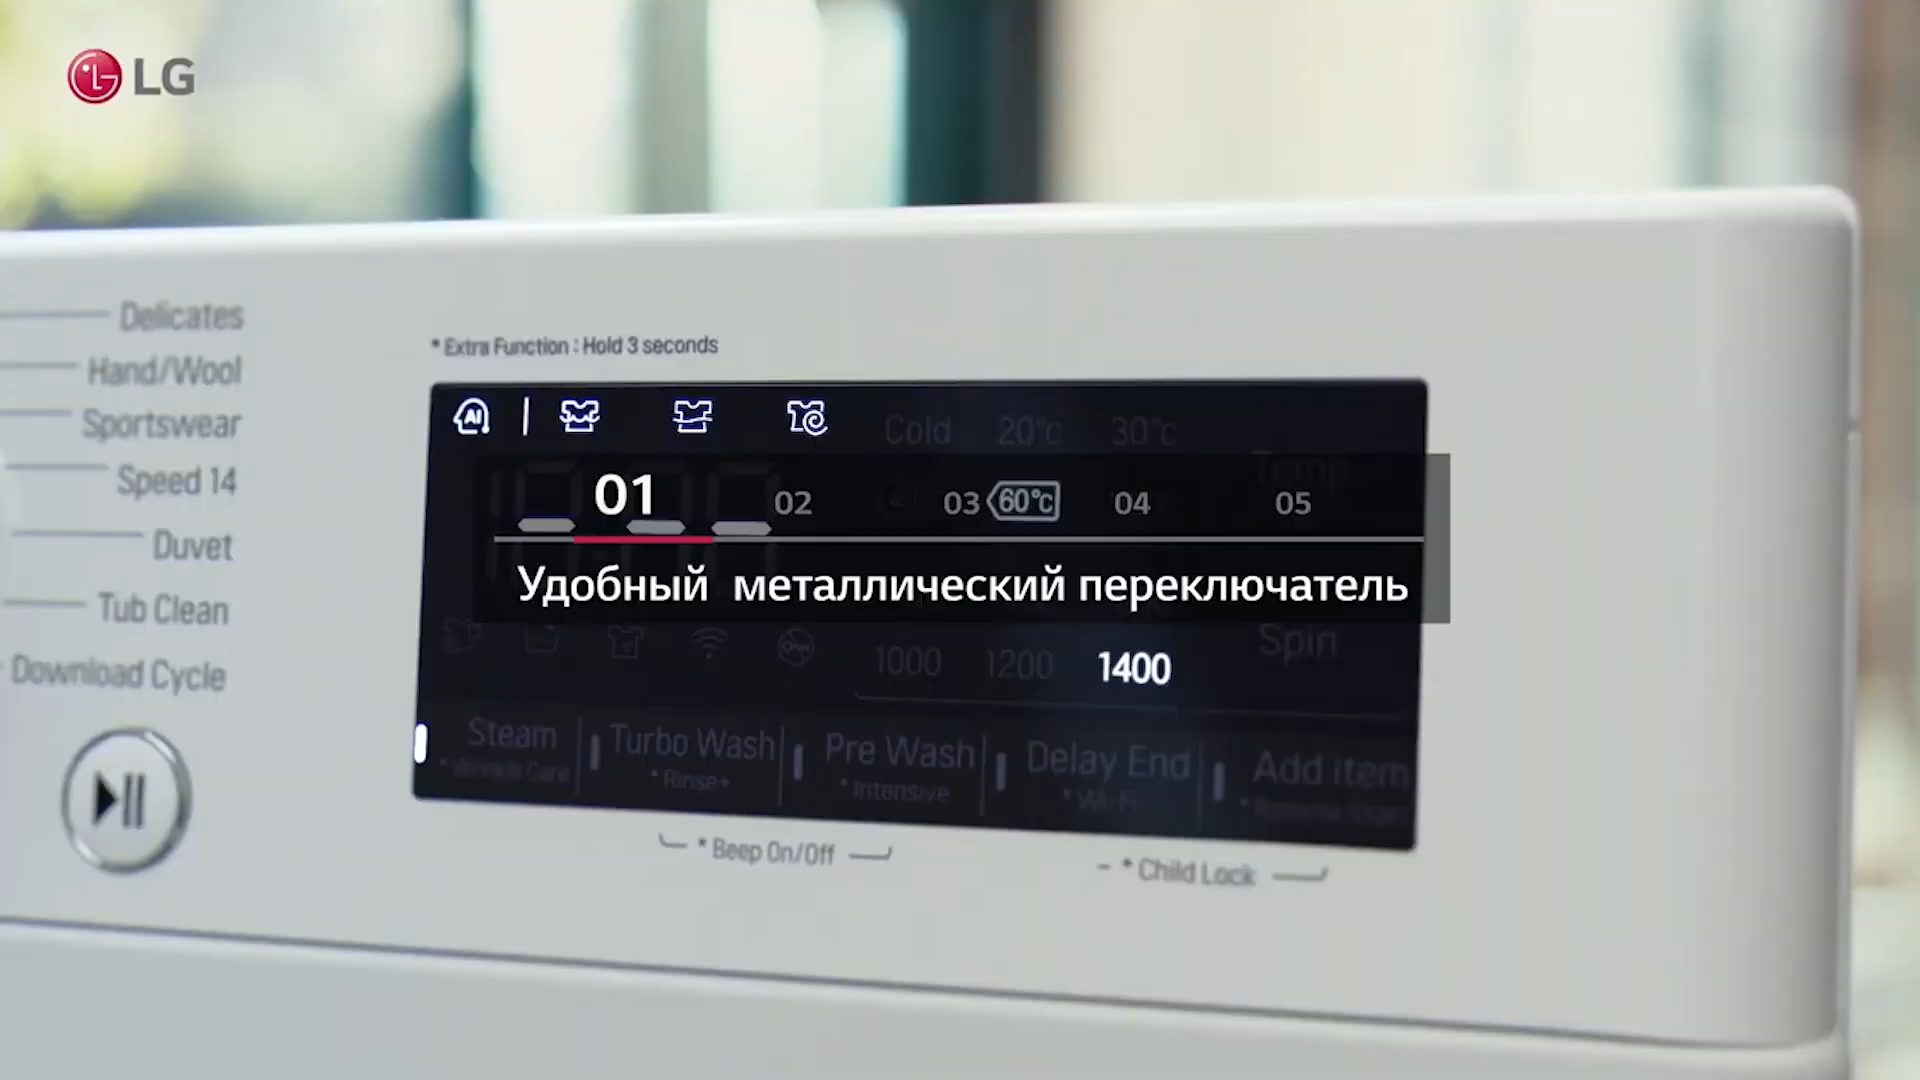 LG
Delicates
Hand/Wool
Sportswear
Speed 14
Duvet
Tub Clean
Download Cycle
* Extra Function : Hold 3 seconds
AI
Cold 20°C 30°C
Temp.
40 60°C
01 02 03 04 05
Удобный металлический переключатель
1000 1200 1400
Spin
Steam
Turbo Wash
* Rinse+
Pre Wash
* Intensive
Delay End
* Wi-Fi
Add Item
* Beep On/Off
* Child Lock